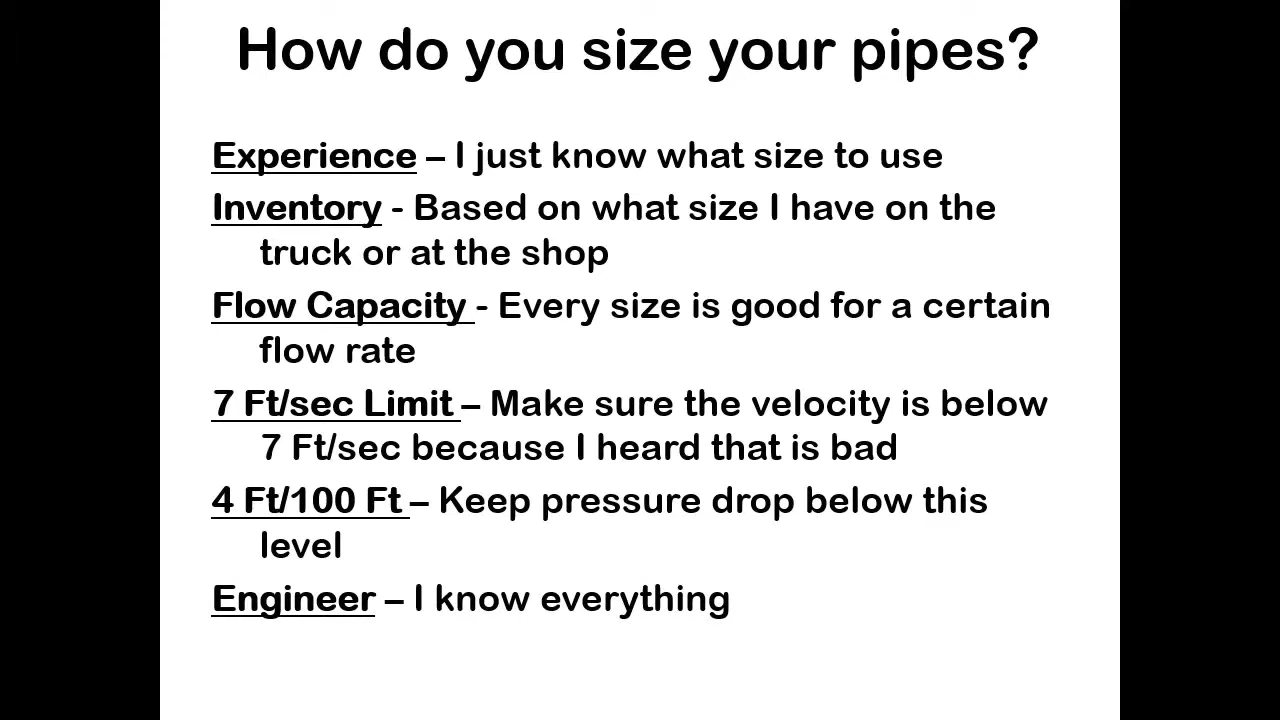 How do you size your pipes?
Experience – I just know what size to use
Inventory - Based on what size I have on the
truck or at the shop
Flow Capacity - Every size is good for a certain
flow rate
7 Ft/sec Limit – Make sure the velocity is below
7 Ft/sec because I heard that is bad
4 Ft/100 Ft – Keep pressure drop below this
level
Engineer – I know everything